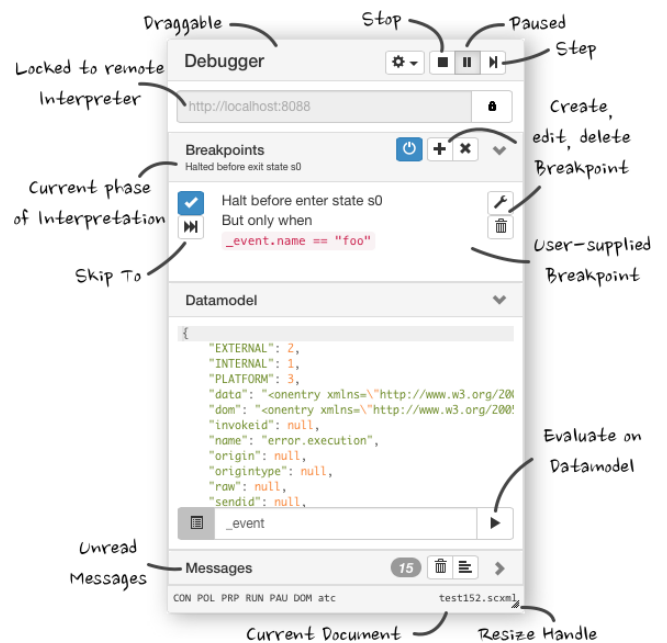 Stop
Draggable
Paused
Debugger
Step
Locked to remote
Interpreter
http://localhost:8088
Create,
edit, delete
Breakpoint
Breakpoints
Halted before exit state s0
Current phase
of Interpretation
Halt before enter state s0
But only when
_event.name == "foo"
Skip To
User-supplied
Breakpoint
Datamodel
{
"EXTERNAL": 2,
"INTERNAL": 1,
"PLATFORM": 3,
"data": "<onentry xmlns=\"http://www.w3.org/200
"dom": "<onentry xmlns=\"http://www.w3.org/2005
"invokeid": null,
"name": "error.execution",
"origin": null,
"origintype": null,
"raw": null,
"sendid": null,
Evaluate on
Datamodel
_event
Unread
Messages
Messages
15
CON POL PRP RUN PAU DOM atc
test152.scxml
Current Document
Resize Handle